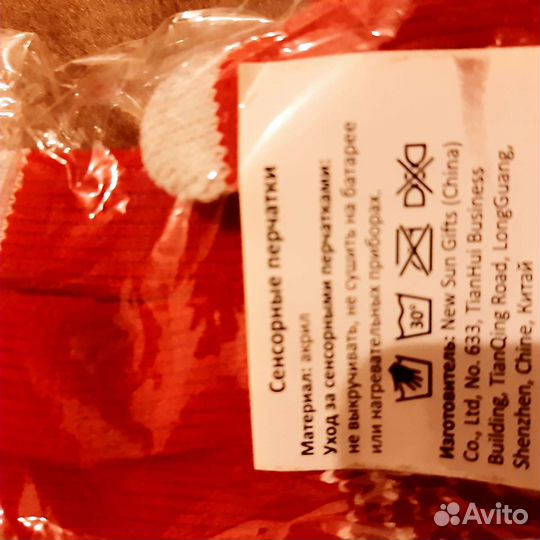 Сенсорные перчатки
Материал: акрил
Уход за сенсорными перчатками:
не выкручивать, не сушить на батарее
или нагревательных приборах.
30°
Изготовитель: New Sun Gifts (China)
Co., Ltd, No. 633, TianHui Business
Building, TianQing Road, LongGuang,
Shenzhen, Chine, Китай
Avito